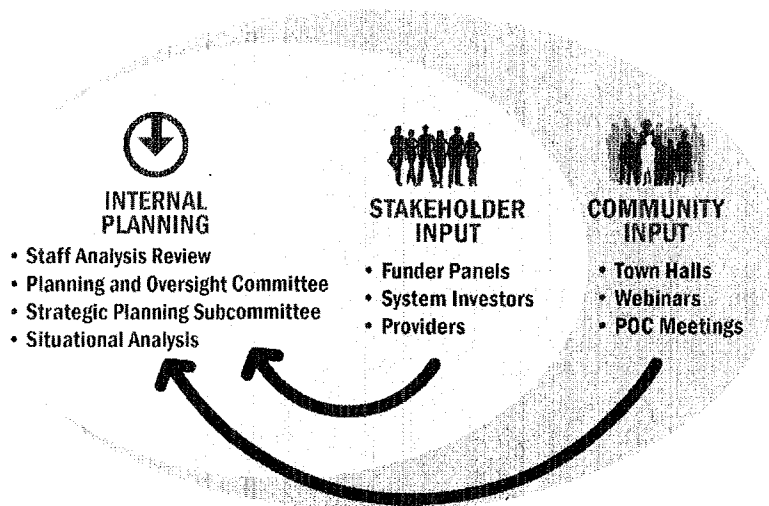 INTERNAL
PLANNING
• Staff Analysis Review
• Planning and Oversight Committee
• Strategic Planning Subcommittee
• Situational Analysis
STAKEHOLDER
INPUT
• Funder Panels
• System Investors
• Providers
COMMUNITY
INPUT
• Town Halls
• Webinars
• POC Meetings